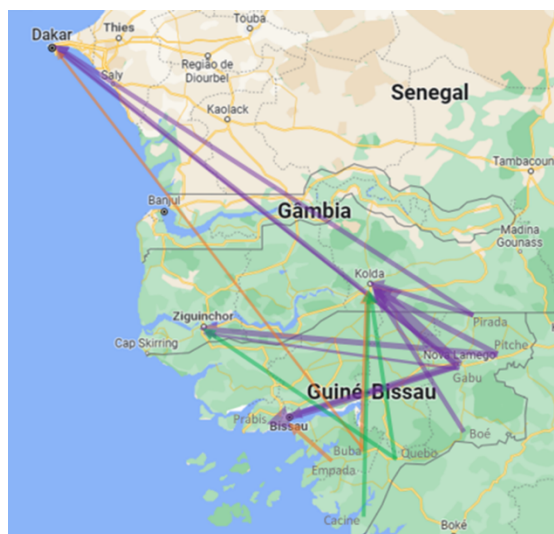 Touba
Dakar
Thies
Região de
Diourbel
Saly
Senegal
Kaolack
Tambacoun
Banjul
Gâmbia
Madina
Gounass
Kolda
Ziguinchor
Pirada
Cap Skirring
Nova Lamego
Pitche
Gabu
Guiné-Bissau
Prabis
Bissau
Boé
Buba
Quebo
Empada
Cacine
Boké